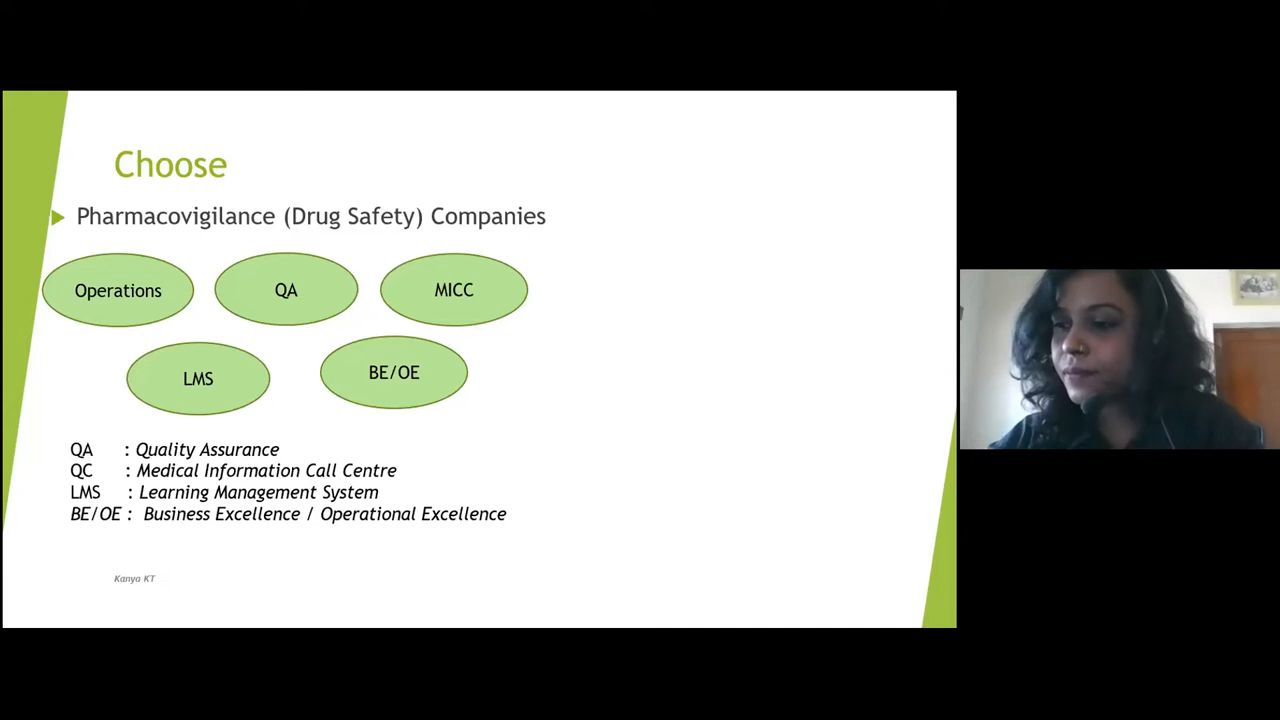 Choose
Pharmacovigilance (Drug Safety) Companies
Operations
QA
MICC
LMS
BE/OE
QA : Quality Assurance
QC : Medical Information Call Centre
LMS : Learning Management System
BE/OE : Business Excellence / Operational Excellence
Kanya KT